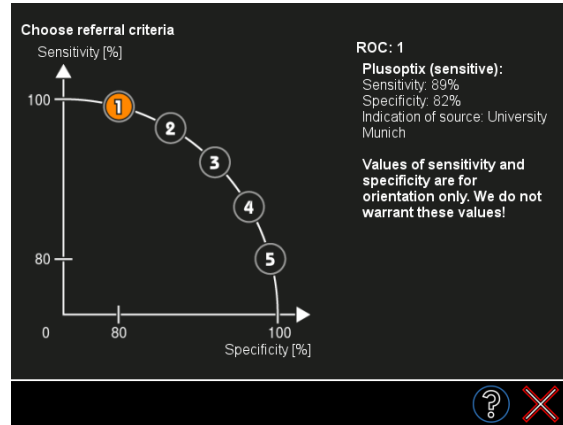 Choose referral criteria
Sensitivity [%]
100
1
2
3
4
5
80
0
80
100
Specificity [%]
ROC: 1
Plusoptix (sensitive):
Sensitivity: 89%
Specificity: 82%
Indication of source: University
Munich
Values of sensitivity and
specificity are for
orientation only. We do not
warrant these values!
?